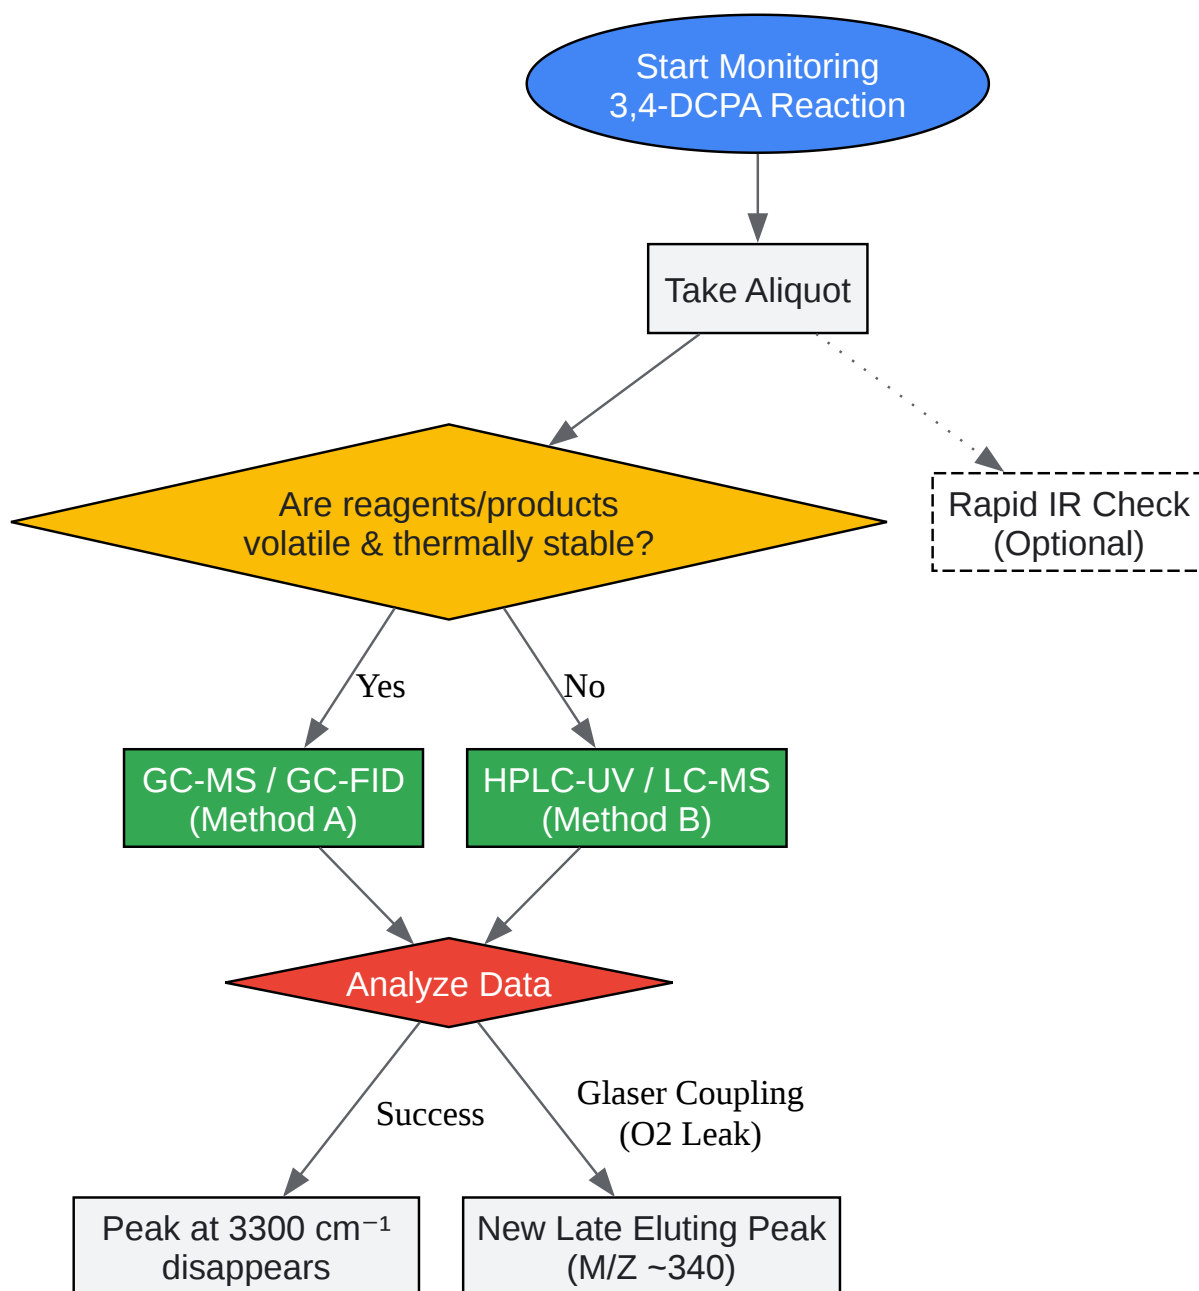 Start Monitoring
3,4-DCPA Reaction
Take Aliquot
Are reagents/products
volatile & thermally stable?
Rapid IR Check
(Optional)
Yes
No
GC-MS / GC-FID
(Method A)
HPLC-UV / LC-MS
(Method B)
Analyze Data
Success
Glaser Coupling
(O2 Leak)
Peak at 3300 cm⁻¹
disappears
New Late Eluting Peak
(M/Z ~340)